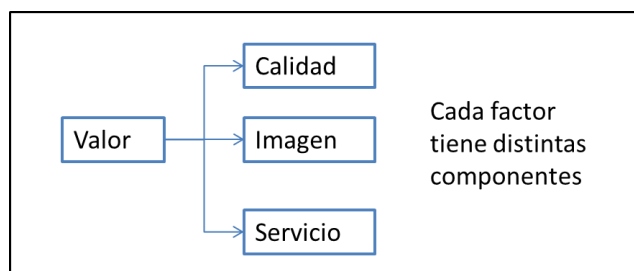 Valor
Calidad
Imagen
Servicio
Cada factor
tiene distintas
componentes